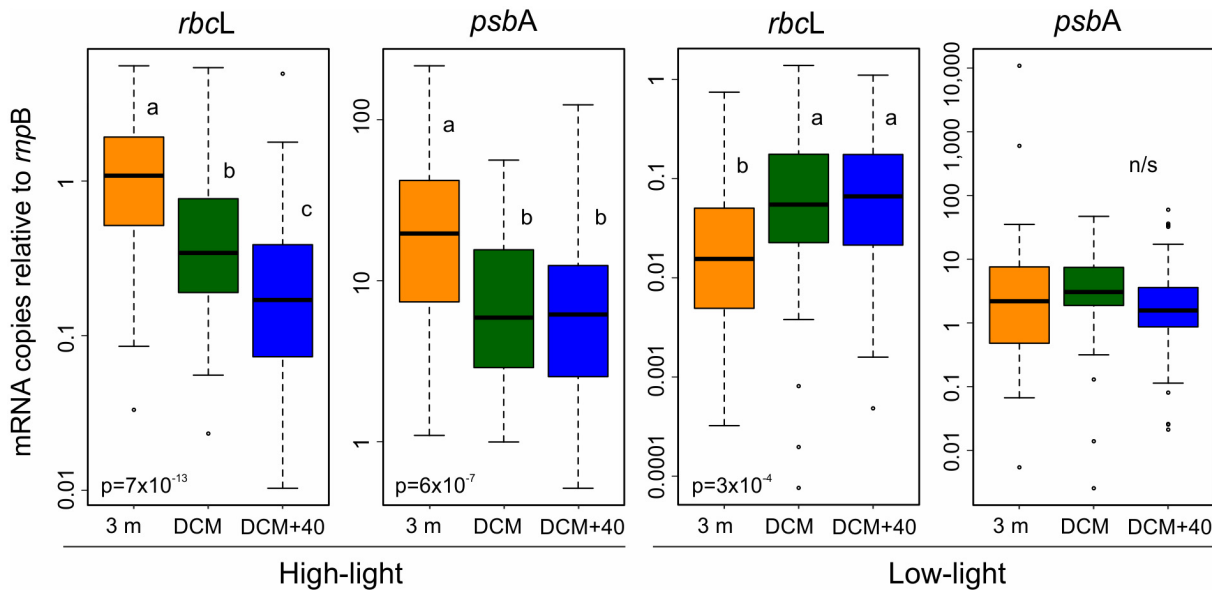 rbcL
psbA
rbcL
psbA
mRNA copies relative to rnpB
1
0.1
0.01
a
b
c
p=7x10⁻¹³
3 m
DCM
DCM+40
100
10
1
a
b
b
p=6x10⁻⁷
3 m
DCM
DCM+40
High-light
1
0.1
0.01
0.001
0.0001
b
a
a
p=3x10⁻⁴
3 m
DCM
DCM+40
10,000
1,000
100
10
1
0.1
0.01
n/s
3 m
DCM
DCM+40
Low-light